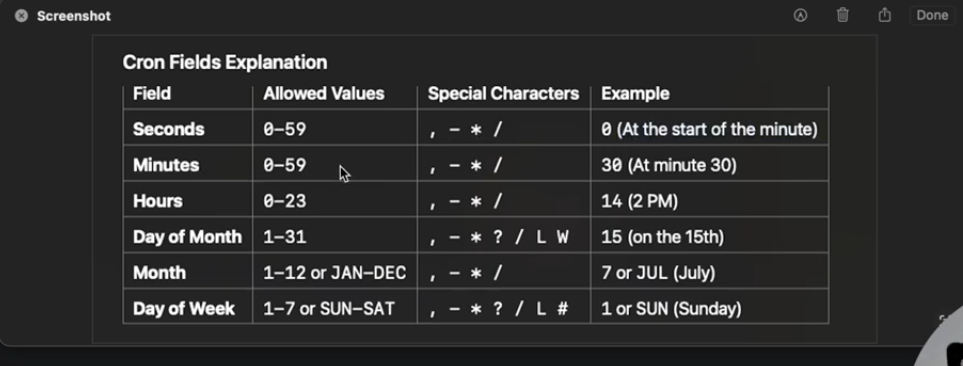 Screenshot
Done
Cron Fields Explanation
Field Allowed Values Special Characters Example
Seconds 0–59 , - * / 0 (At the start of the minute)
Minutes 0–59 , - * / 30 (At minute 30)
Hours 0–23 , - * / 14 (2 PM)
Day of Month 1–31 , - * ? / L W 15 (on the 15th)
Month 1–12 or JAN–DEC , - * / 7 or JUL (July)
Day of Week 1–7 or SUN–SAT , - * ? / L # 1 or SUN (Sunday)